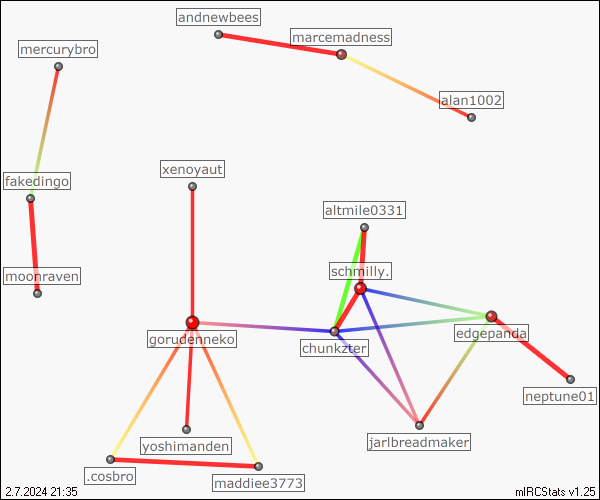 andnewbees
marcemadness
mercurybro
alan1002
xenoyaut
fakedingo
altmile0331
schmilly.
moonraven
gorudenneko
chunkzter
edgepanda
neptune01
yoshimanden
jarlbreadmaker
.cosbro
maddiee3773
2.7.2024 21:35
mIRCStats v1.25